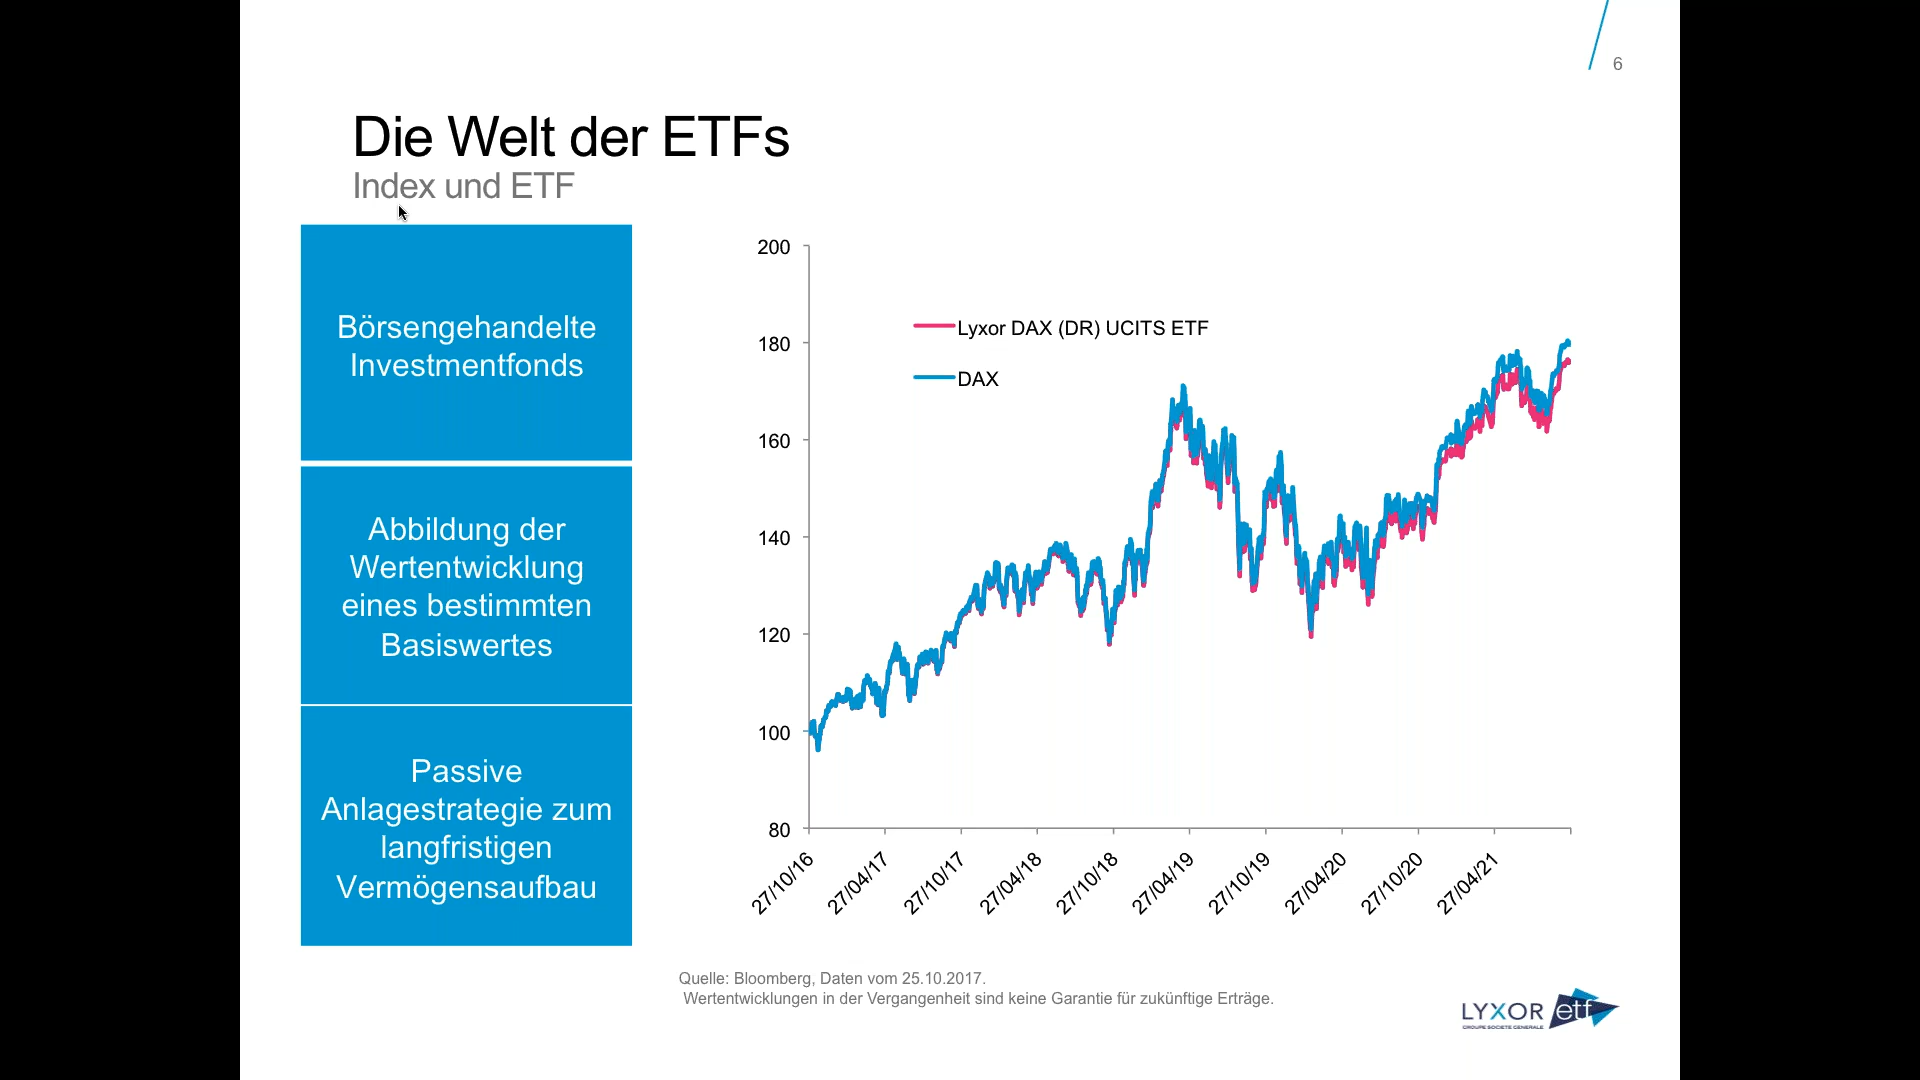 6
Die Welt der ETFs
Index und ETF
Börsengehandelte
Investmentfonds
Abbildung der
Wertentwicklung
eines bestimmten
Basiswertes
Passive
Anlagestrategie zum
langfristigen
Vermögensaufbau
200
180
160
140
120
100
80
Lyxor DAX (DR) UCITS ETF
DAX
27/10/16
27/04/17
27/10/17
27/04/18
27/10/18
27/04/19
27/10/19
27/04/20
27/10/20
27/04/21
Quelle: Bloomberg, Daten vom 25.10.2017.
Wertentwicklungen in der Vergangenheit sind keine Garantie für zukünftige Erträge.
LYXOR etf
GROUPE SOCIETE GENERALE